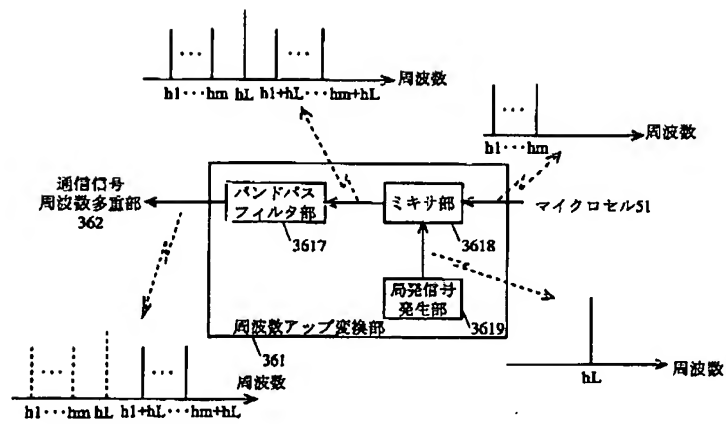 周波数
h1···hm hL h1+hL···hm+hL
周波数
h1···hm
通信信号
周波数多重部
362
バンドパス
フィルタ部
3617
ミキサ部
3618
マイクロセル51
局発信号
発生部
3619
周波数アップ変換部
361
周波数
h1···hm hL h1+hL···hm+hL
周波数
hL